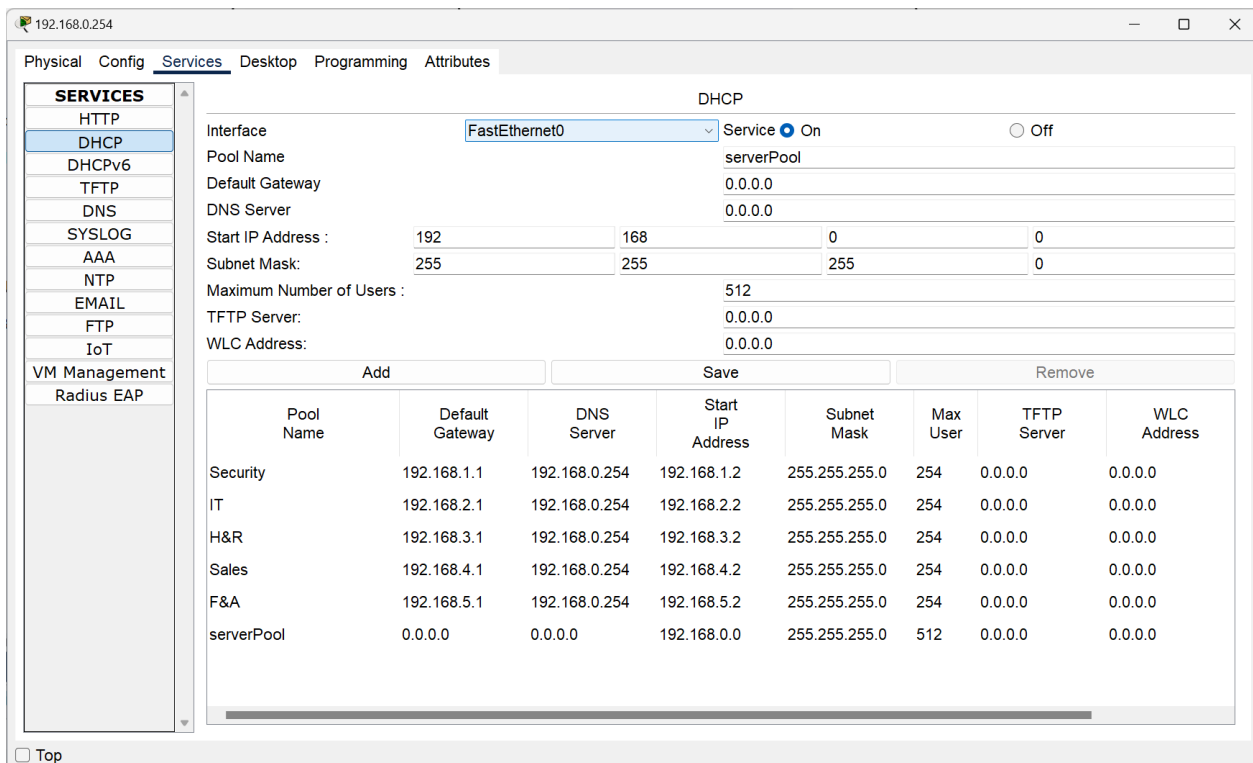 192.168.0.254
Physical Config Services Desktop Programming Attributes
SERVICES
HTTP
DHCP
DHCPv6
TFTP
DNS
SYSLOG
AAA
NTP
EMAIL
FTP
IoT
VM Management
Radius EAP
DHCP
Interface FastEthernet0 Service On Off
Pool Name serverPool
Default Gateway 0.0.0.0
DNS Server 0.0.0.0
Start IP Address : 192 168 0 0
Subnet Mask: 255 255 255 0
Maximum Number of Users : 512
TFTP Server: 0.0.0.0
WLC Address: 0.0.0.0
Add Save Remove
Pool Name Default Gateway DNS Server Start IP Address Subnet Mask Max User TFTP Server WLC Address
Security 192.168.1.1 192.168.0.254 192.168.1.2 255.255.255.0 254 0.0.0.0 0.0.0.0
IT 192.168.2.1 192.168.0.254 192.168.2.2 255.255.255.0 254 0.0.0.0 0.0.0.0
H&R 192.168.3.1 192.168.0.254 192.168.3.2 255.255.255.0 254 0.0.0.0 0.0.0.0
Sales 192.168.4.1 192.168.0.254 192.168.4.2 255.255.255.0 254 0.0.0.0 0.0.0.0
F&A 192.168.5.1 192.168.0.254 192.168.5.2 255.255.255.0 254 0.0.0.0 0.0.0.0
serverPool 0.0.0.0 0.0.0.0 192.168.0.0 255.255.255.0 512 0.0.0.0 0.0.0.0
Top